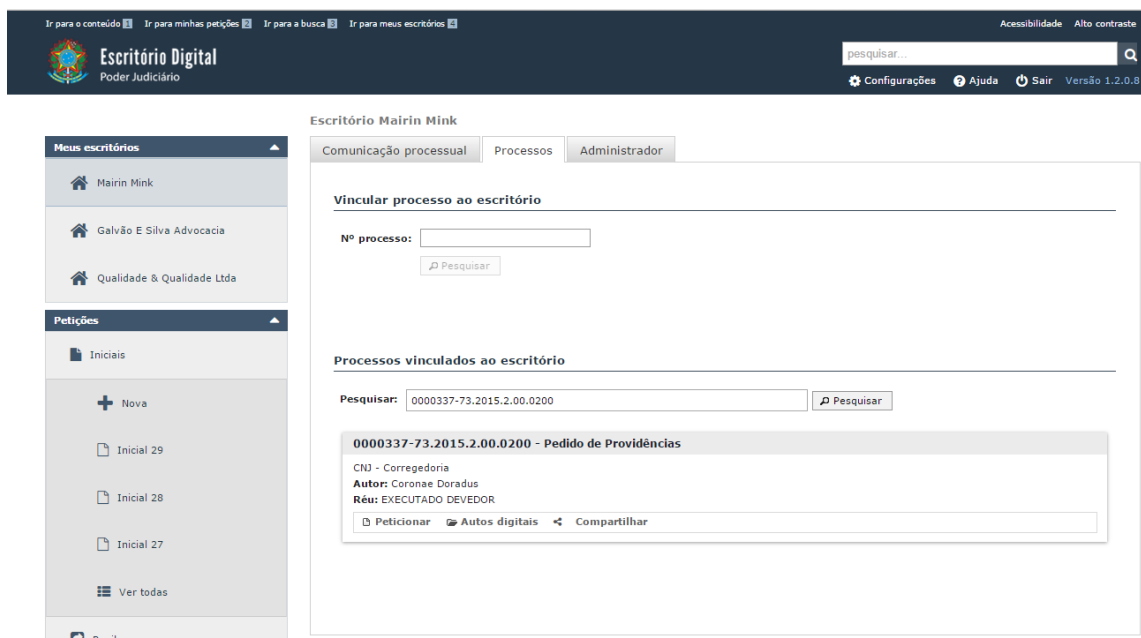 Ir para o conteúdo 1 Ir para minhas petições 2 Ir para a busca 3 Ir para meus escritórios 4 Acessibilidade Alto contraste
Escritório Digital
Poder Judiciário
pesquisar...
Configurações Ajuda Sair Versão 1.2.0.8
Escritório Mairin Mink
Meus escritórios
Mairin Mink
Galvão E Silva Advocacia
Qualidade & Qualidade Ltda
Petições
Iniciais
Nova
Inicial 29
Inicial 28
Inicial 27
Ver todas
Comunicação processual Processos Administrador
Vincular processo ao escritório
Nº processo:
Pesquisar
Processos vinculados ao escritório
Pesquisar: 0000337-73.2015.2.00.0200 Pesquisar
0000337-73.2015.2.00.0200 - Pedido de Providências
CNJ - Corregedoria
Autor: Coronae Doradus
Réu: EXECUTADO DEVEDOR
Peticionar Autos digitais Compartilhar